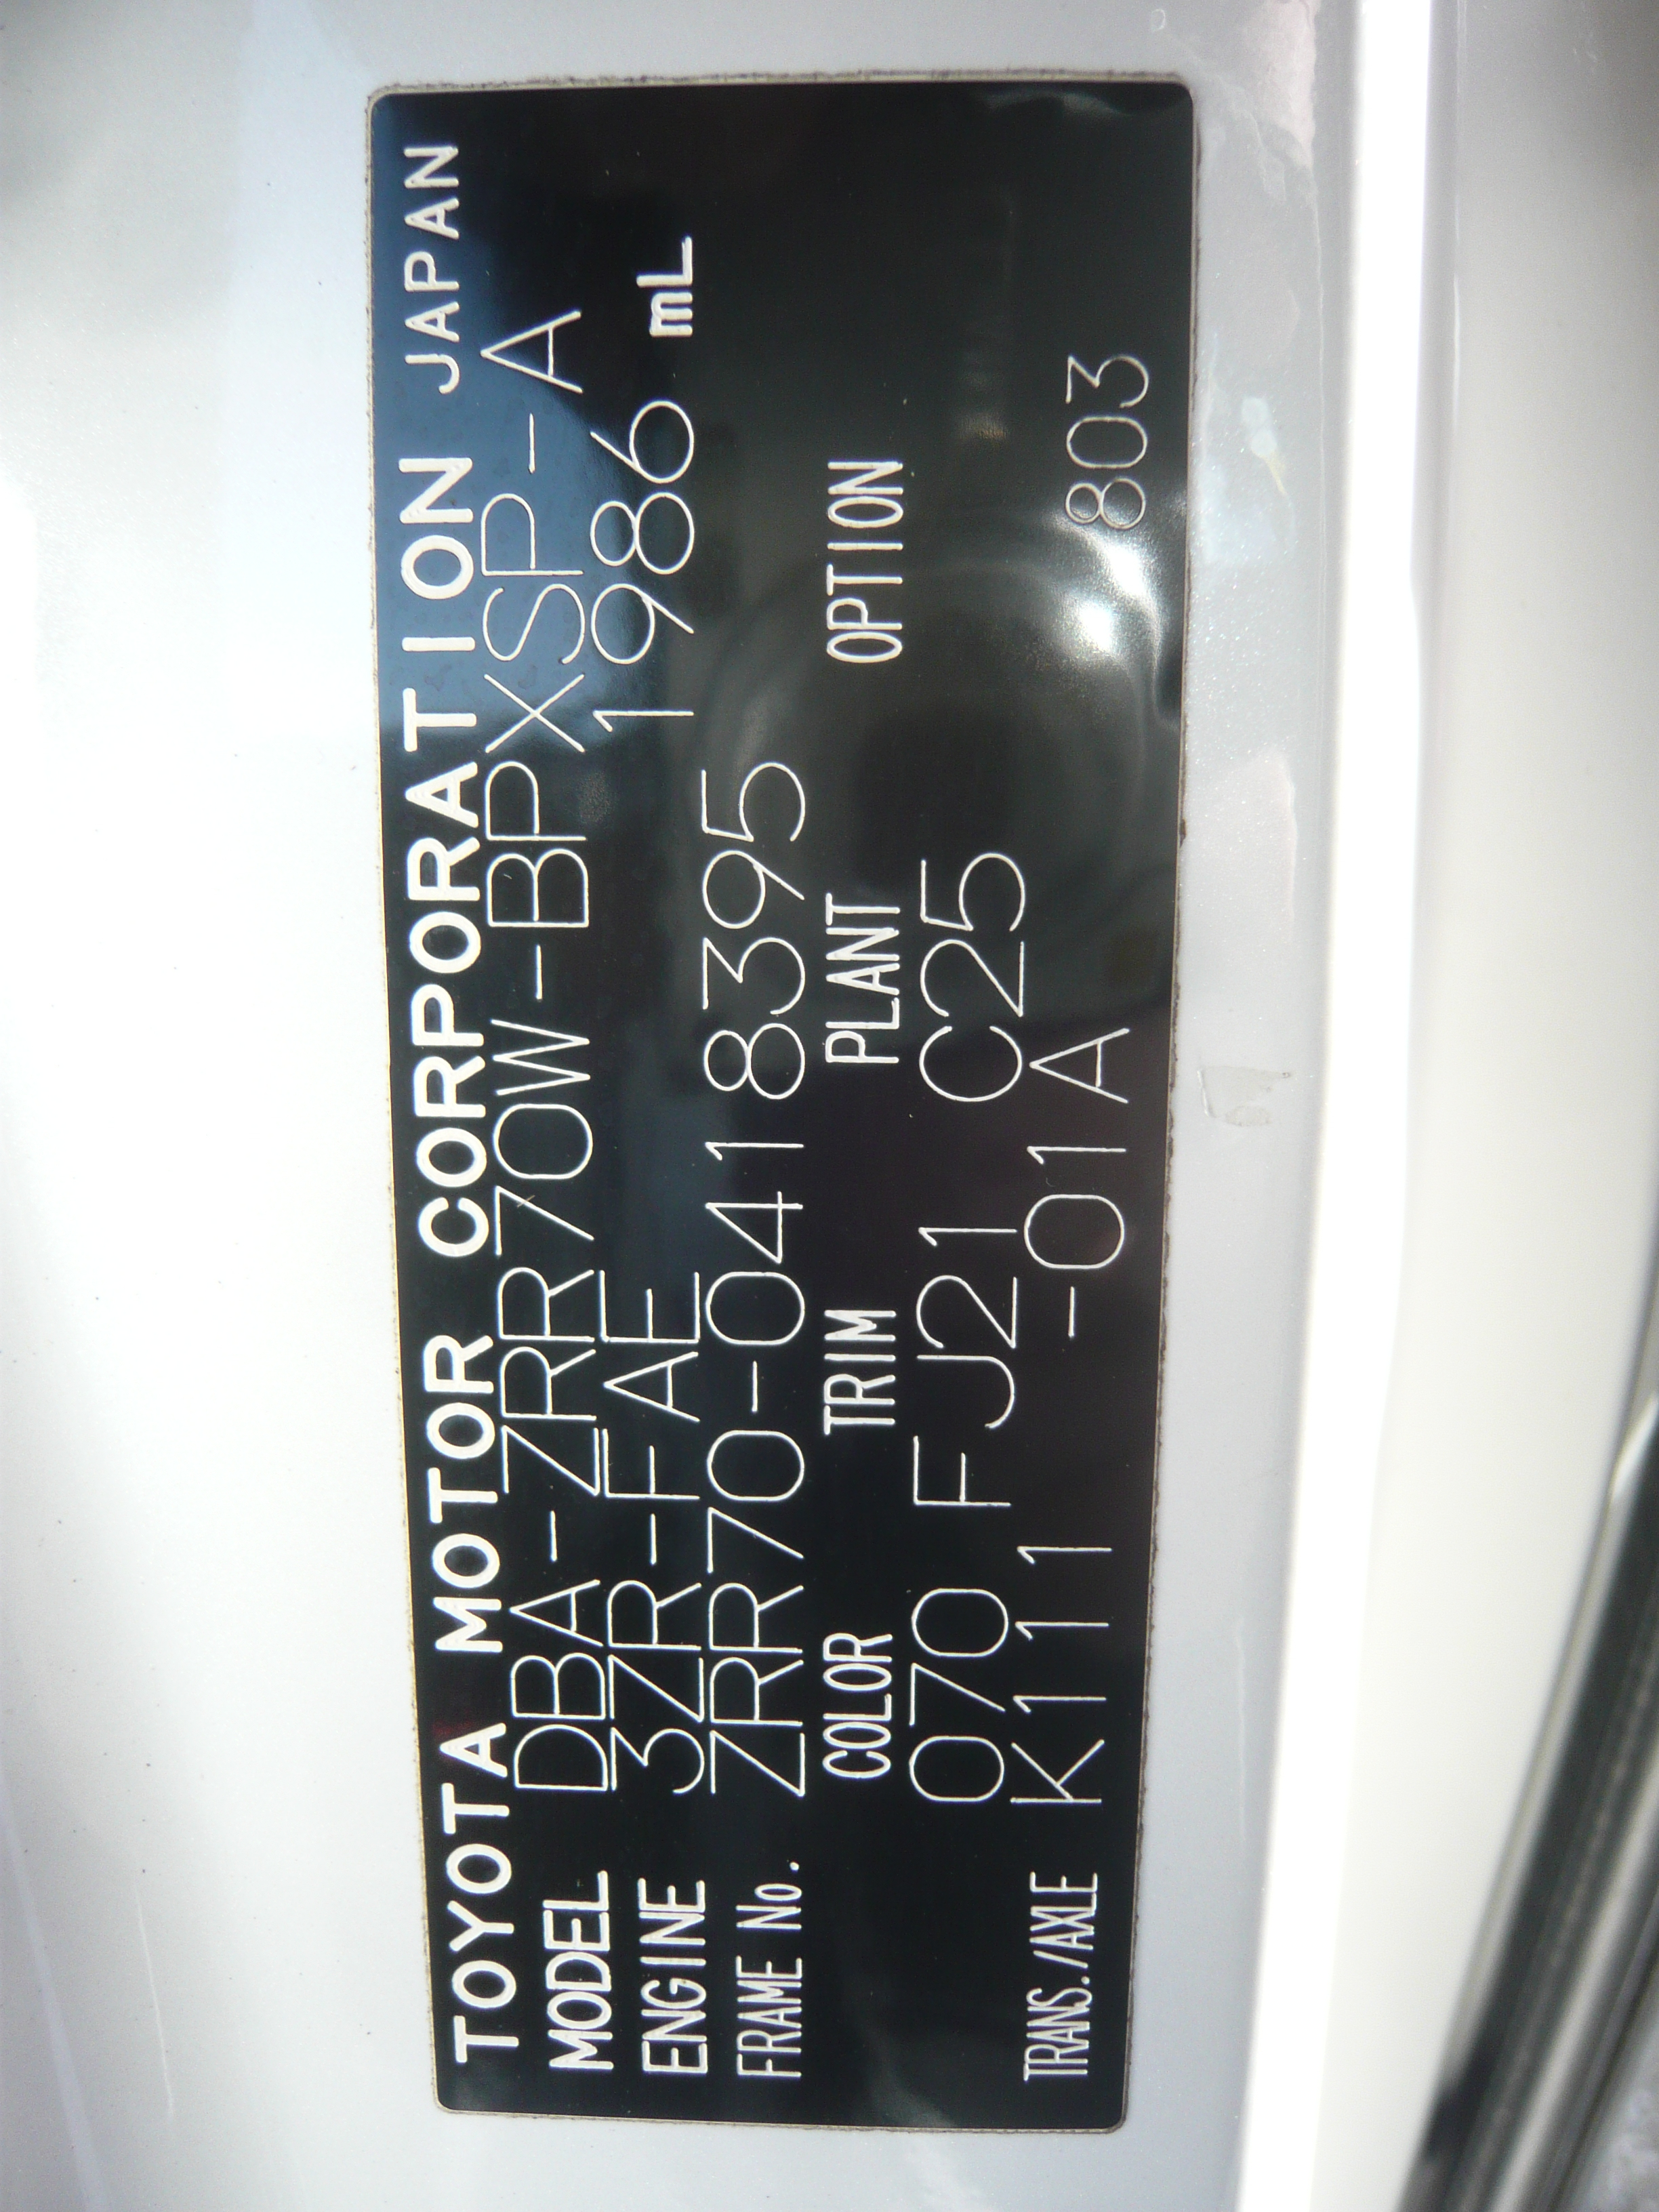 TOYOTA MOTOR CORPORATION JAPAN
MODEL DBA-ZRR70W-BPXSP-A
ENGINE 3ZR-FAE 1986 mL
FRAME No. ZRR70-0418395
COLOR TRIM PLANT OPTION
070 FJ21 C25
TRANS./AXLE K111 -01A 803